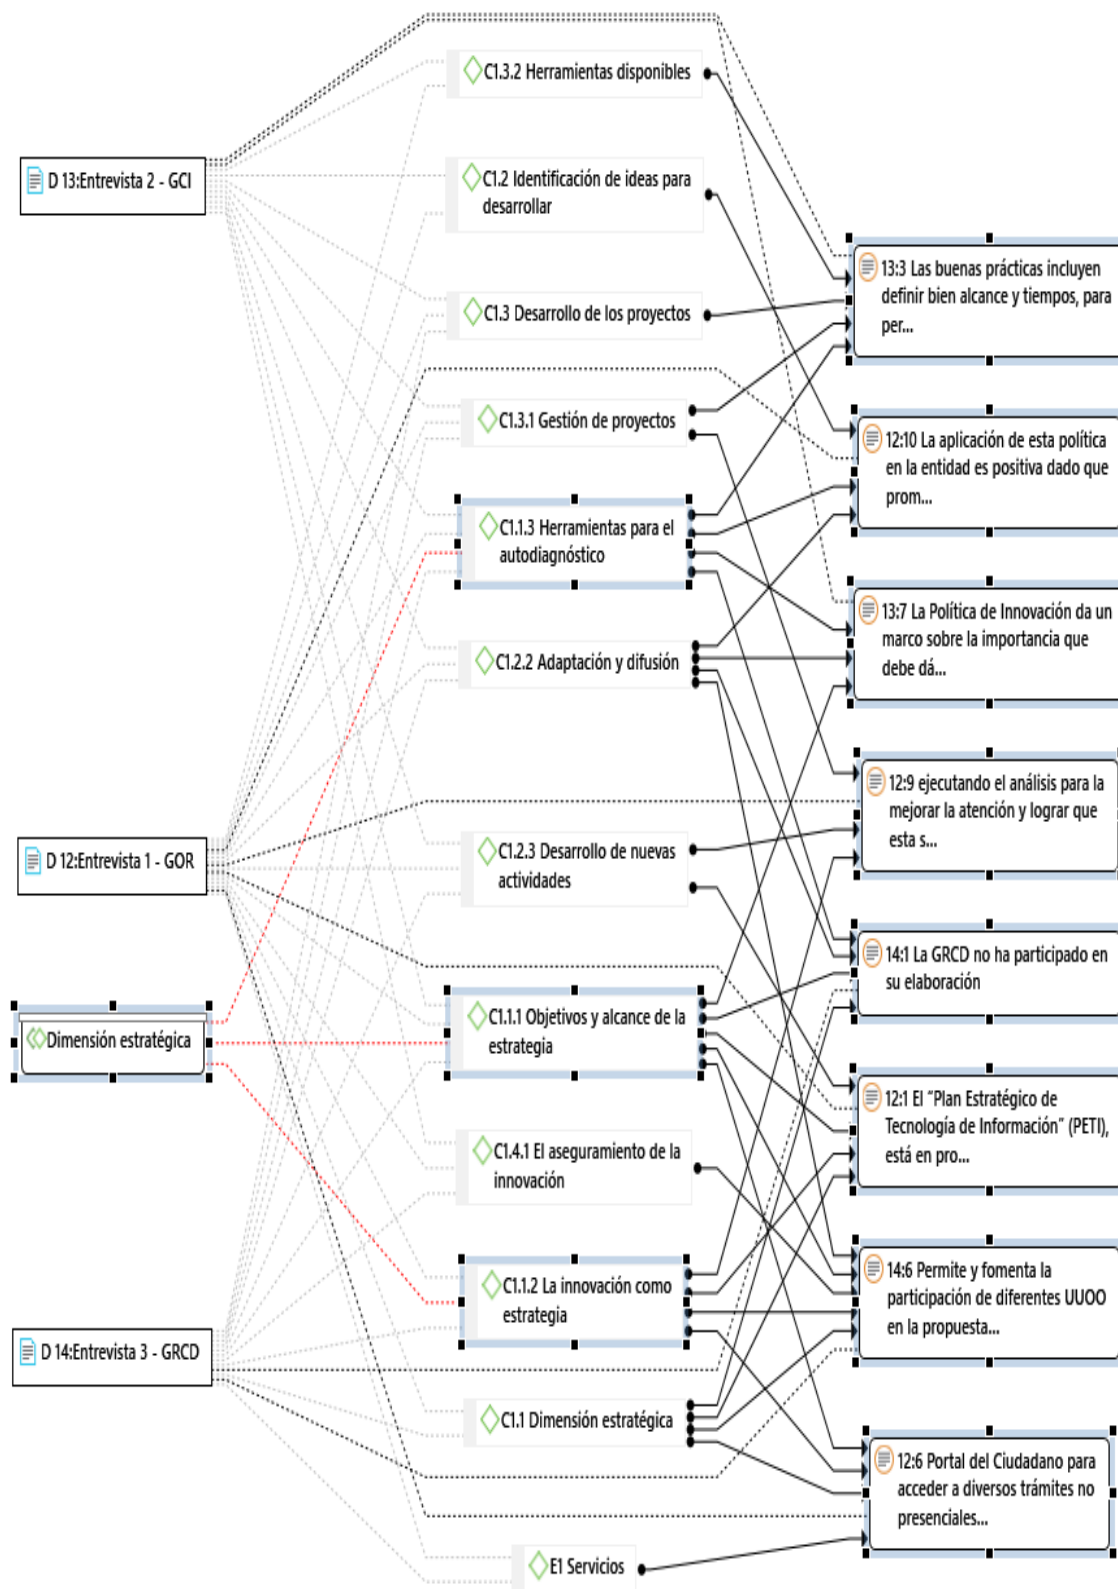 D 13:Entrevista 2 - GCI
D 12:Entrevista 1 - GOR
Dimensión estratégica
D 14:Entrevista 3 - GRCD
C1.3.2 Herramientas disponibles
C1.2 Identificación de ideas para
desarrollar
C1.3 Desarrollo de los proyectos
C1.3.1 Gestión de proyectos
C1.1.3 Herramientas para el
autodiagnóstico
C1.2.2 Adaptación y difusión
C1.2.3 Desarrollo de nuevas
actividades
C1.1.1 Objetivos y alcance de la
estrategia
C1.4.1 El aseguramiento de la
innovación
C1.1.2 La innovación como
estrategia
C1.1 Dimensión estratégica
E1 Servicios
13:3 Las buenas prácticas incluyen
definir bien alcance y tiempos, para
per...
12:10 La aplicación de esta política
en la entidad es positiva dado que
prom...
13:7 La Política de Innovación da un
marco sobre la importancia que
debe dá...
12:9 ejecutando el análisis para la
mejorar la atención y lograr que
esta s...
14:1 La GRCD no ha participado en
su elaboración
12:1 El “Plan Estratégico de
Tecnología de Información” (PETI),
está en pro...
14:6 Permite y fomenta la
participación de diferentes UUOO
en la propuesta...
12:6 Portal del Ciudadano para
acceder a diversos trámites no
presenciales...